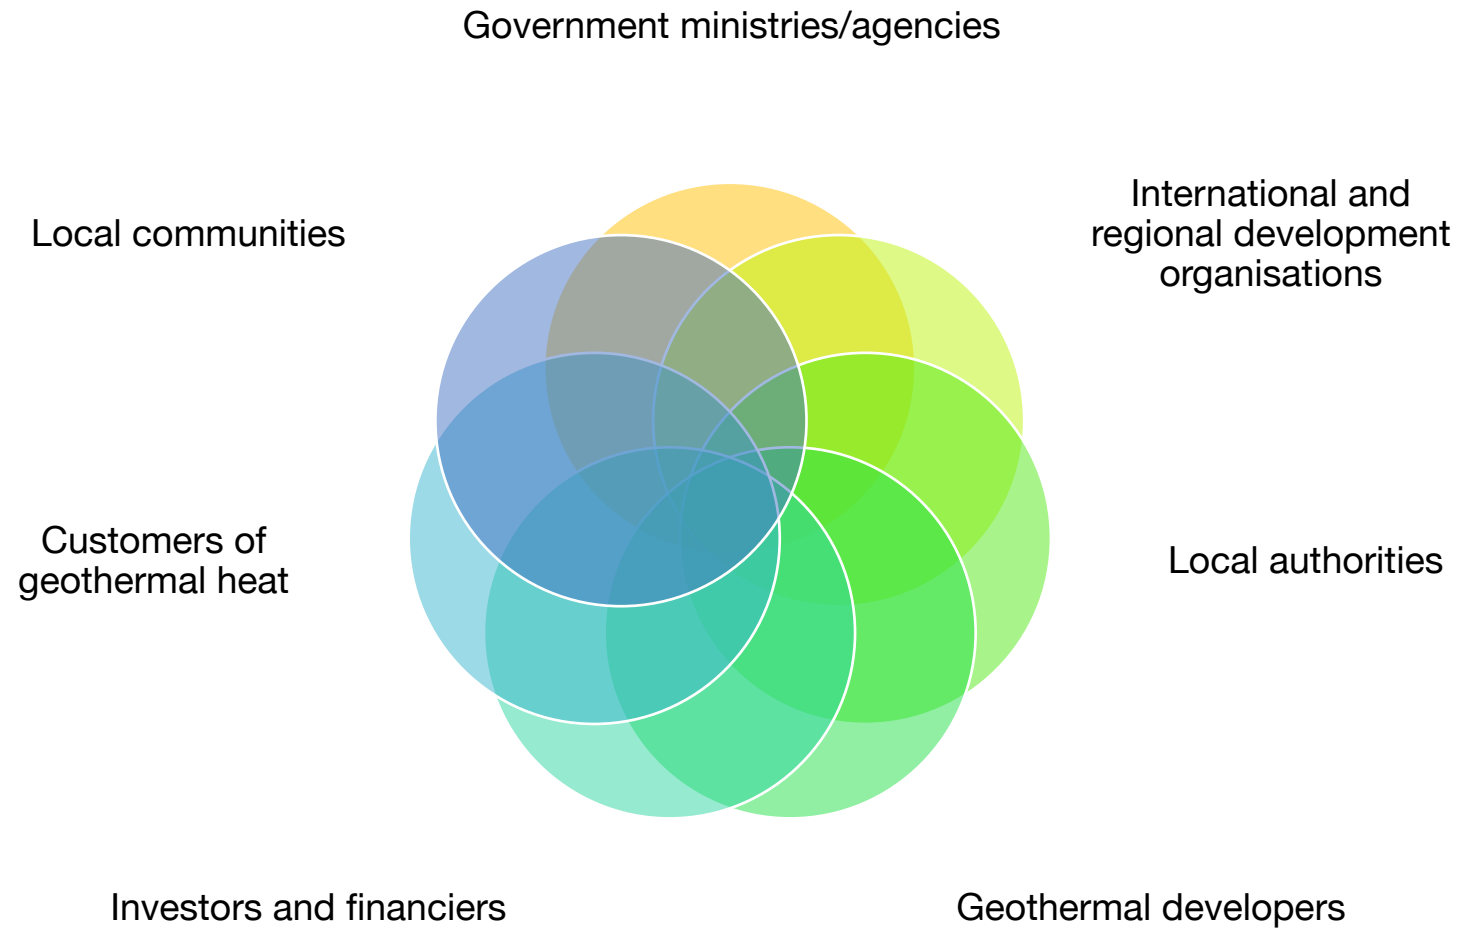 Government ministries/agencies
International and
regional development
organisations
Local communities
Customers of
geothermal heat
Local authorities
Investors and financiers
Geothermal developers